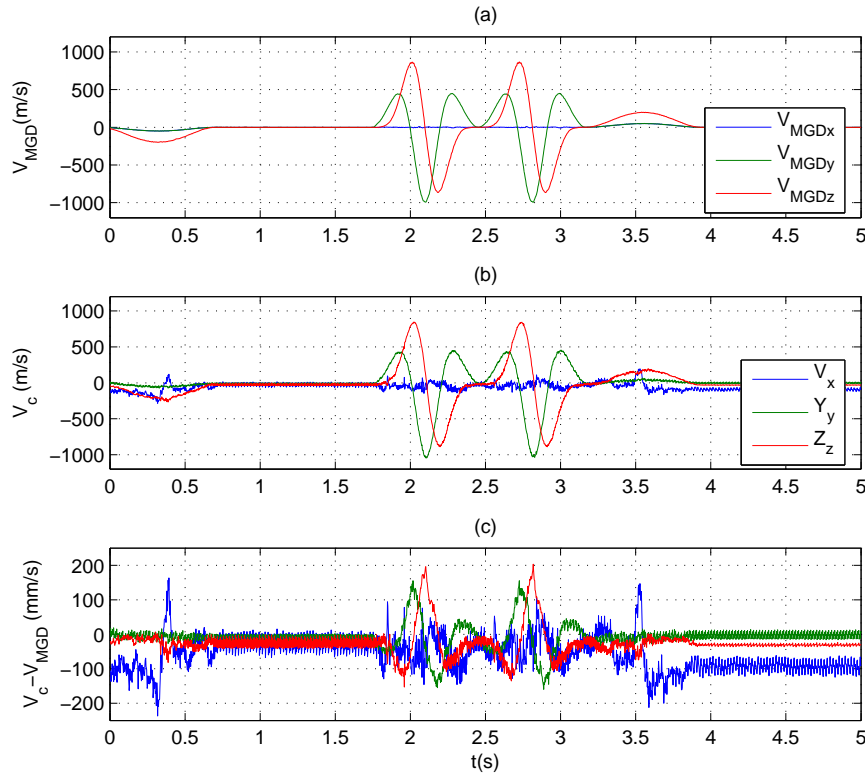 (a)
V_MGD(m/s)
1000
500
0
−500
−1000
V_MGDx
V_MGDy
V_MGDz
0 0.5 1 1.5 2 2.5 3 3.5 4 4.5 5
(b)
V_c (m/s)
1000
500
0
−500
−1000
V_x
Y_y
Z_z
0 0.5 1 1.5 2 2.5 3 3.5 4 4.5 5
(c)
V_c−V_MGD (mm/s)
200
100
0
−100
−200
0 0.5 1 1.5 2 2.5 3 3.5 4 4.5 5
t(s)